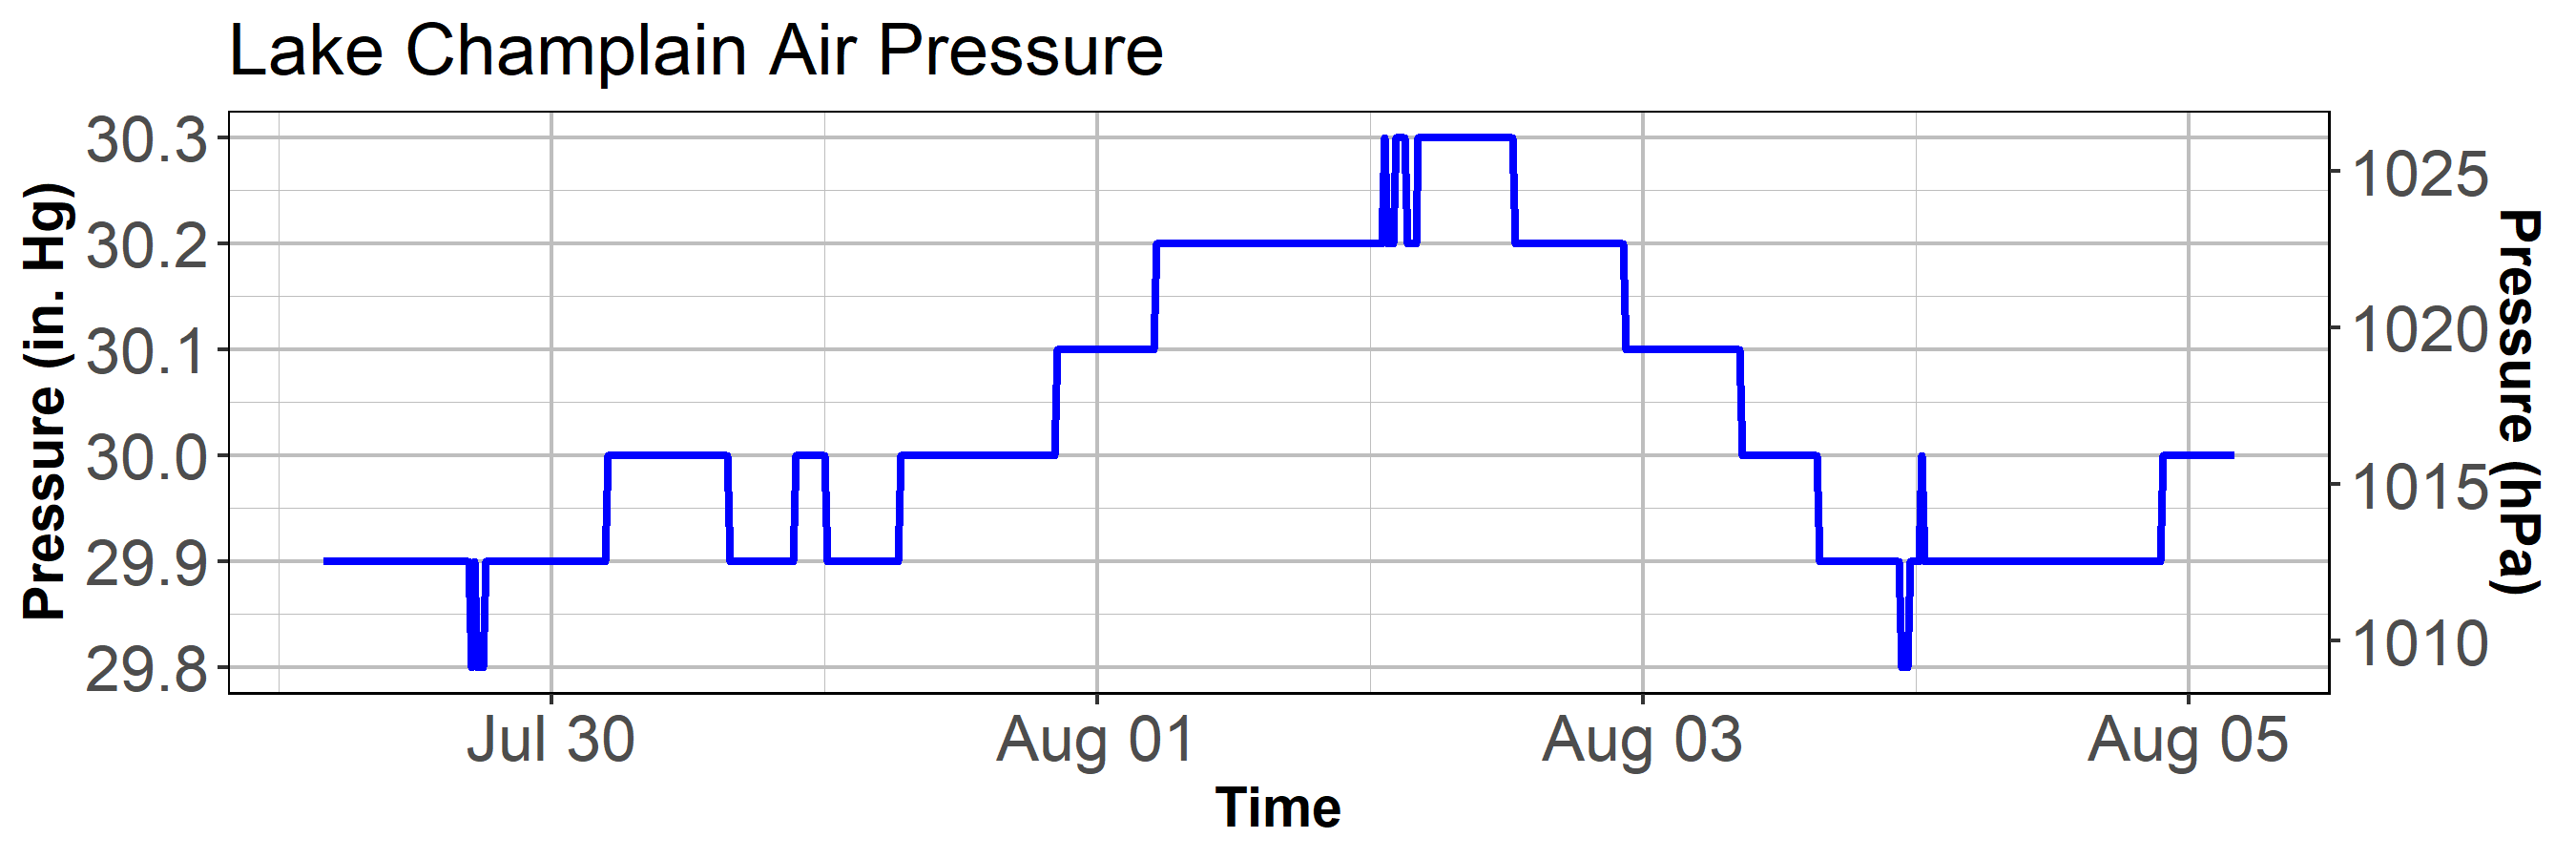 Lake Champlain Air Pressure
30.3
30.2
30.1
30.0
29.9
29.8
Pressure (in. Hg)
1025
1020
1015
1010
Pressure (hPa)
Jul 30 Aug 01 Aug 03 Aug 05
Time